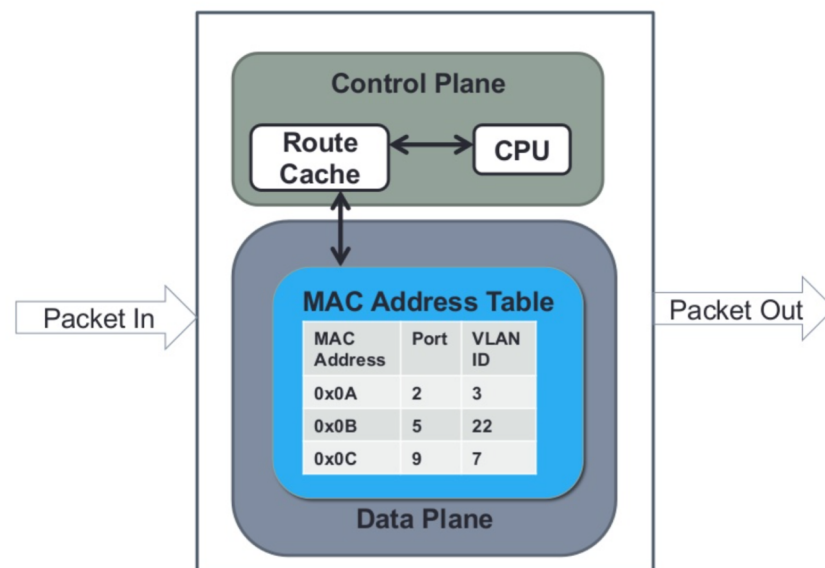 Control Plane
Route
Cache
CPU
Packet In
Packet Out
MAC Address Table
MAC
Address
Port
VLAN
ID
0x0A
2
3
0x0B
5
22
0x0C
9
7
Data Plane